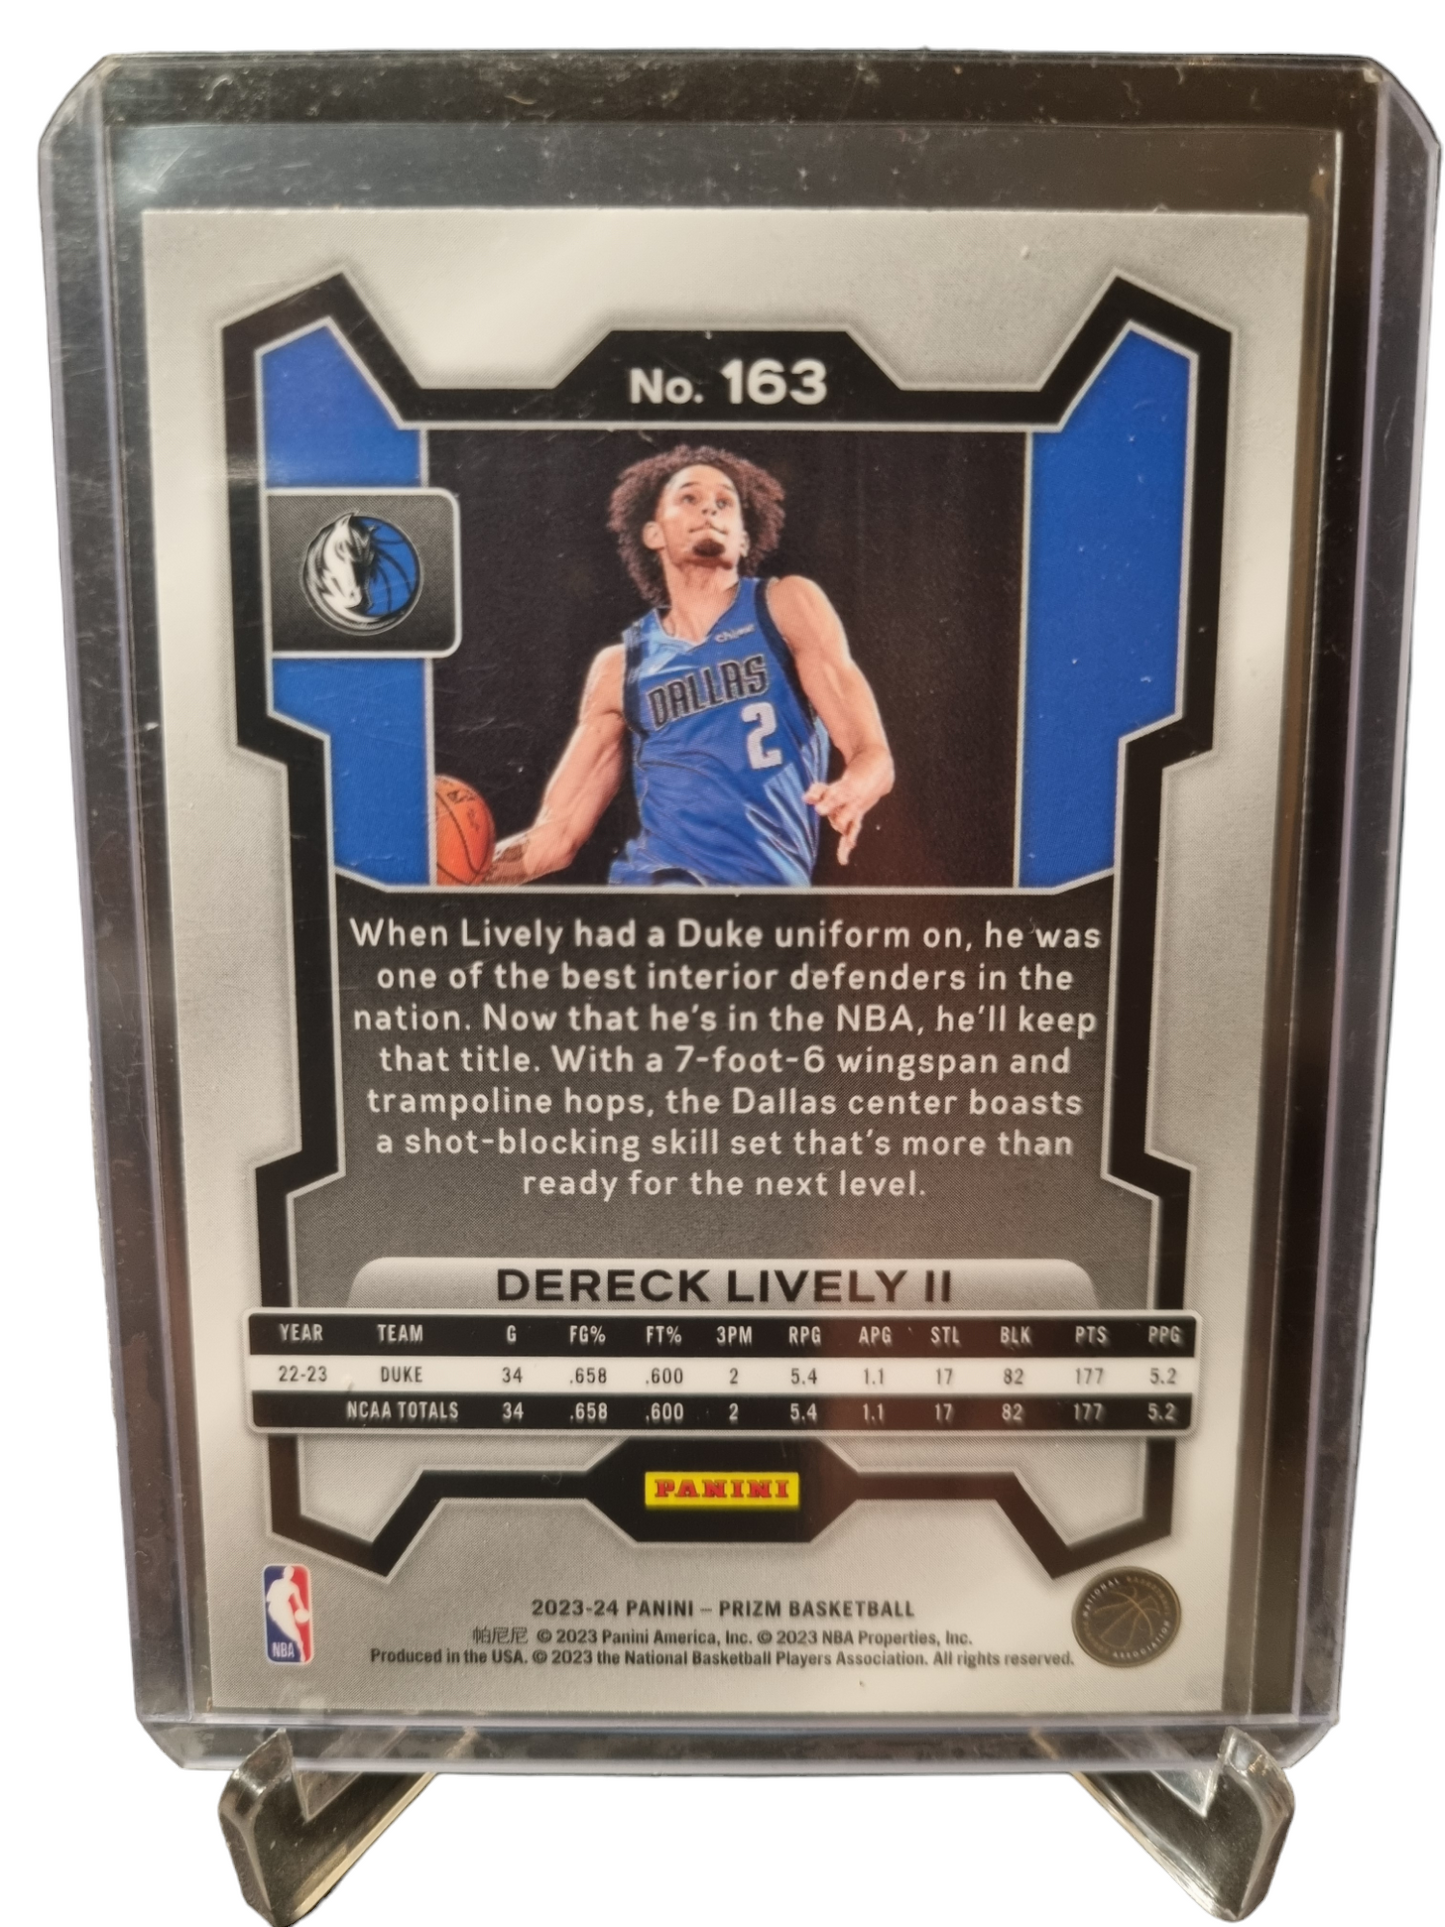 No. 163
chime
DALLAS
2
When Lively had a Duke uniform on, he was
one of the best interior defenders in the
nation. Now that he's in the NBA, he'll keep
that title. With a 7-foot-6 wingspan and
trampoline hops, the Dallas center boasts
a shot-blocking skill set that's more than
ready for the next level.
DERECK LIVELY II
YEAR TEAM G FG% FT% 3PM RPG APG STL BLK PTS PPG
22-23 DUKE 34 .658 .600 2 5.4 1.1 17 82 177 5.2
NCAA TOTALS 34 .658 .600 2 5.4 1.1 17 82 177 5.2
PANINI
2023-24 PANINI – PRIZM BASKETBALL
帕尼尼 © 2023 Panini America, Inc. © 2023 NBA Properties, Inc.
Produced in the USA. © 2023 the National Basketball Players Association. All rights reserved.
NBA
NATIONAL BASKETBALL PLAYERS ASSOCIATION